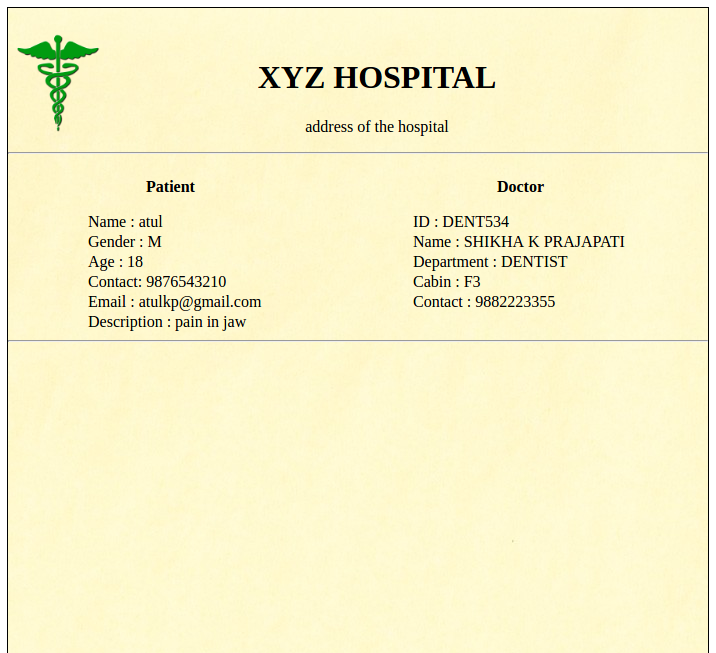 XYZ HOSPITAL
address of the hospital
Patient
Name : atul
Gender : M
Age : 18
Contact: 9876543210
Email : atulkp@gmail.com
Description : pain in jaw
Doctor
ID : DENT534
Name : SHIKHA K PRAJAPATI
Department : DENTIST
Cabin : F3
Contact : 9882223355